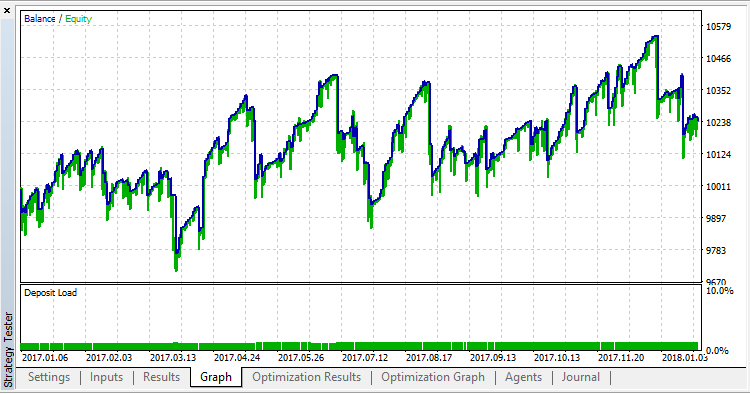 Balance / Equity
10579
10466
10352
10238
10124
10011
9897
9783
9670
Deposit Load
10.0%
0.0%
2017.01.06 2017.02.03 2017.03.13 2017.04.24 2017.05.26 2017.07.12 2017.08.17 2017.09.13 2017.10.13 2017.11.20 2018.01.03
Strategy Tester
Settings Inputs Results Graph Optimization Results Optimization Graph Agents Journal